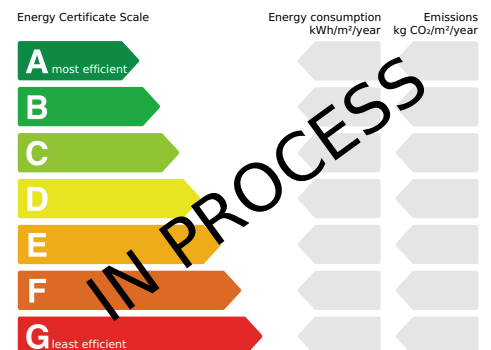 Energy Certificate Scale
Energy consumption
kWh/m²/year
Emissions
kg CO₂/m²/year
A most efficient
B
C
D
E
F
G least efficient
IN PROCESS